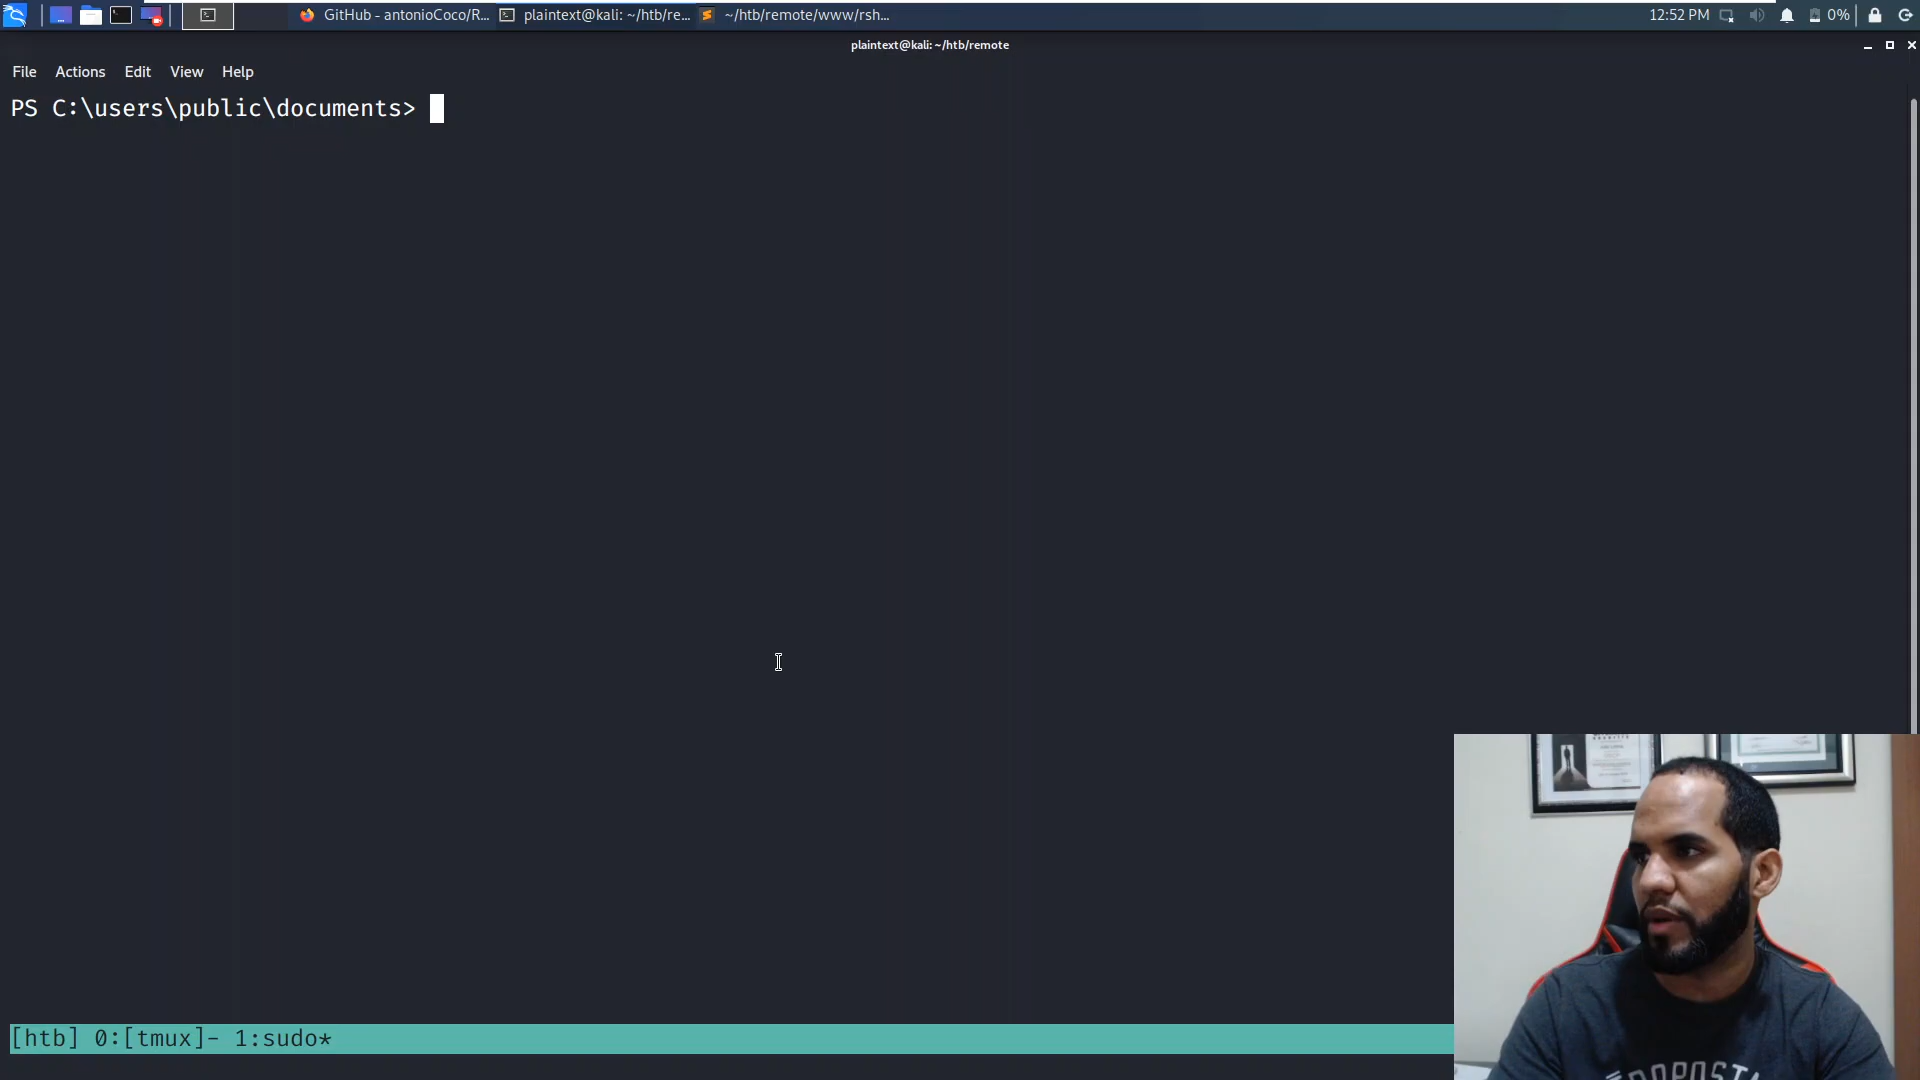 GitHub - antonioCoco/R...
plaintext@kali: ~/htb/re...
~/htb/remote/www/rsh...
12:52 PM
0%
plaintext@kali: ~/htb/remote
File Actions Edit View Help
PS C:\users\public\documents>
[htb] 0:[tmux]- 1:sudo*